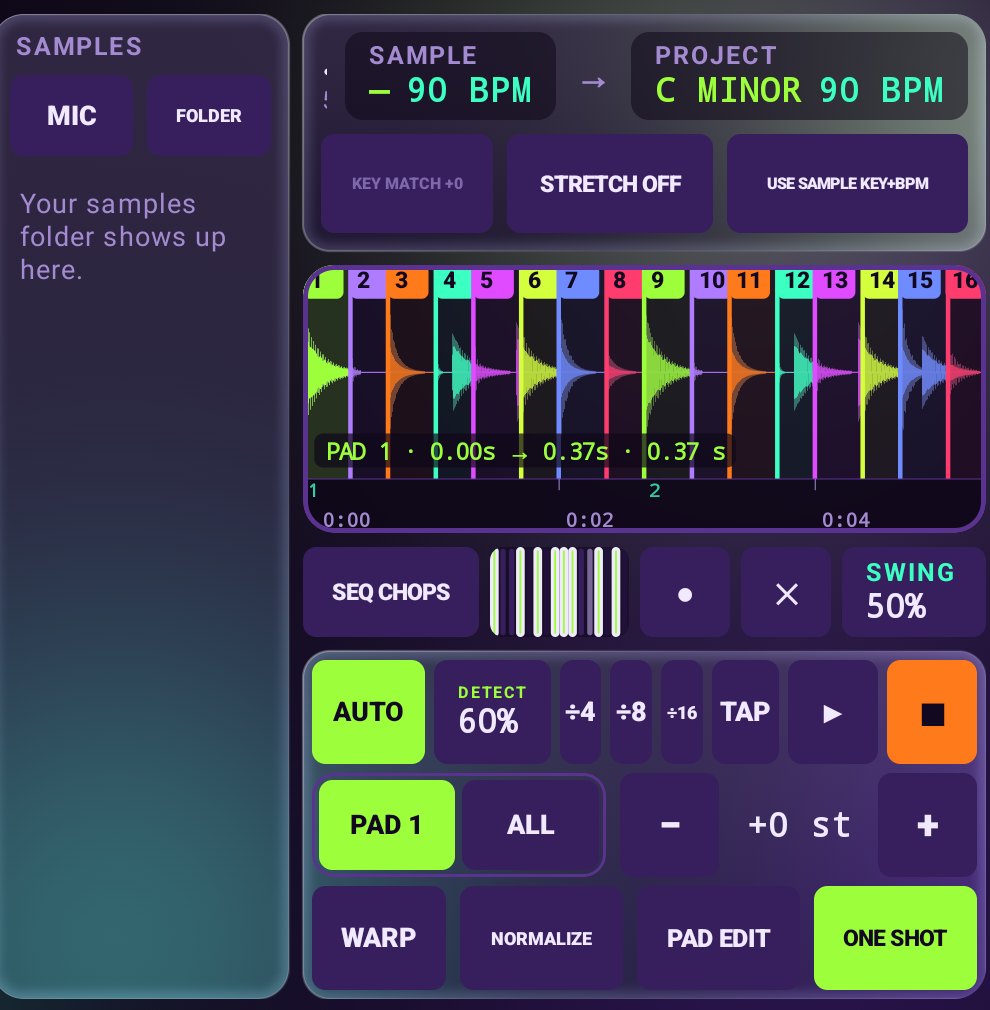 SAMPLES
MIC
FOLDER
Your samples
folder shows up
here.
SAMPLE
– 90 BPM
→
PROJECT
C MINOR 90 BPM
KEY MATCH +0
STRETCH OFF
USE SAMPLE KEY+BPM
1 2 3 4 5 6 7 8 9 10 11 12 13 14 15 16
PAD 1 · 0.00s → 0.37s · 0.37 s
1 2
0:00 0:02 0:04
SEQ CHOPS
SWING
50%
AUTO
DETECT
60%
÷4
÷8
÷16
TAP
PAD 1
ALL
−
+0 st
+
WARP
NORMALIZE
PAD EDIT
ONE SHOT